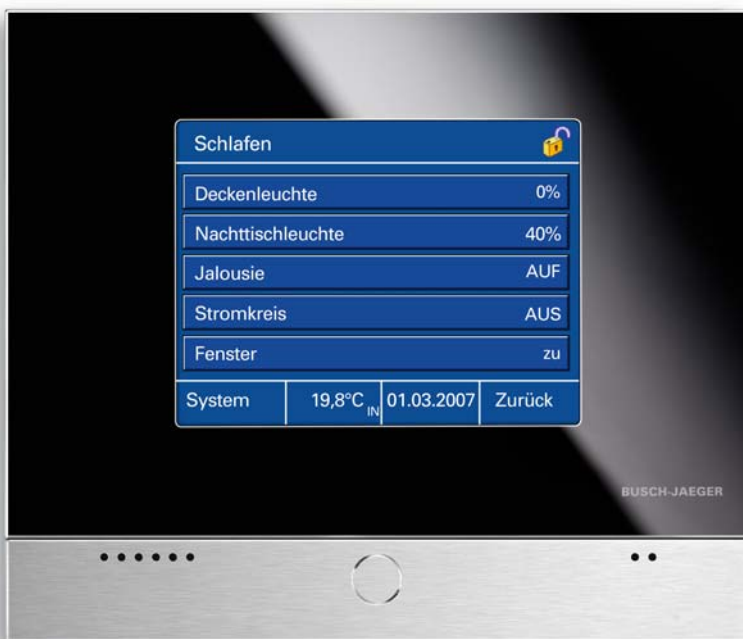 Schlafen
Deckenleuchte 0%
Nachttischleuchte 40%
Jalousie AUF
Stromkreis AUS
Fenster zu
System 19,8°C IN 01.03.2007 Zurück
BUSCH-JAEGER